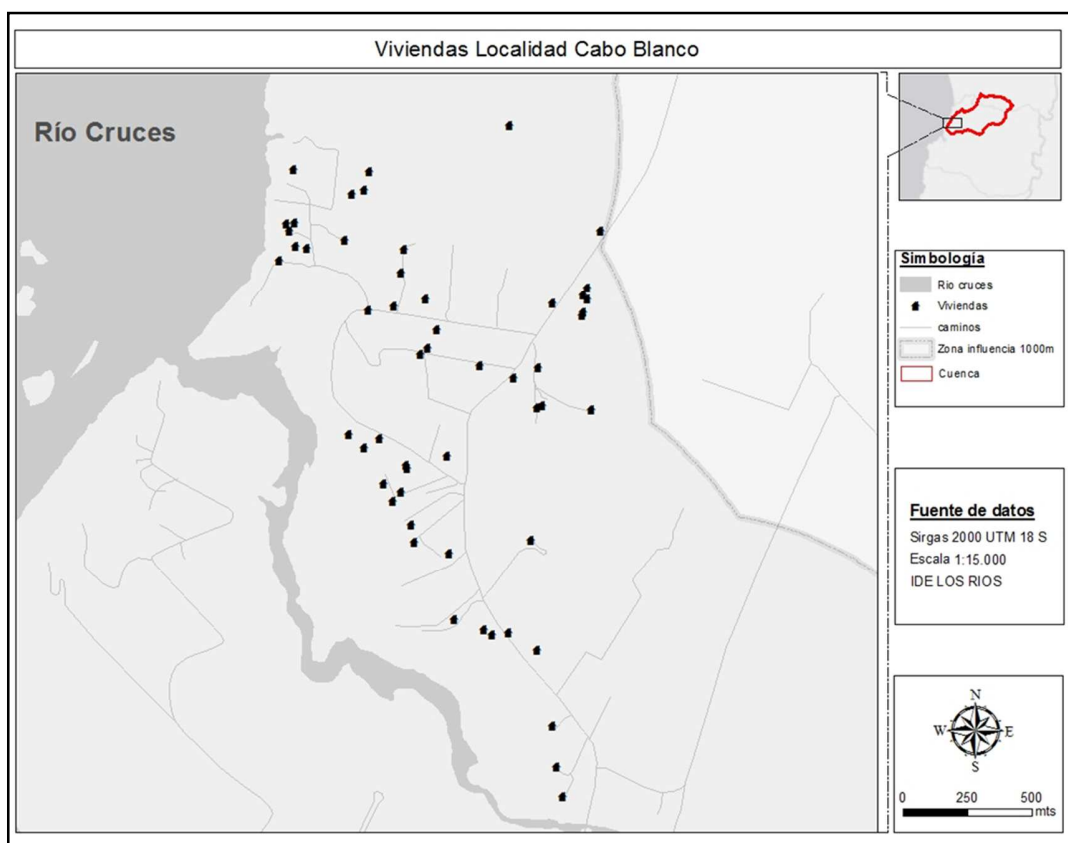 Viviendas Localidad Cabo Blanco
Río Cruces
Simbología
Rio cruces
Viviendas
caminos
Zona influencia 1000m
Cuenca
Fuente de datos
Sirgas 2000 UTM 18 S
Escala 1:15.000
IDE LOS RIOS
N
W E
S
0 250 500
mts